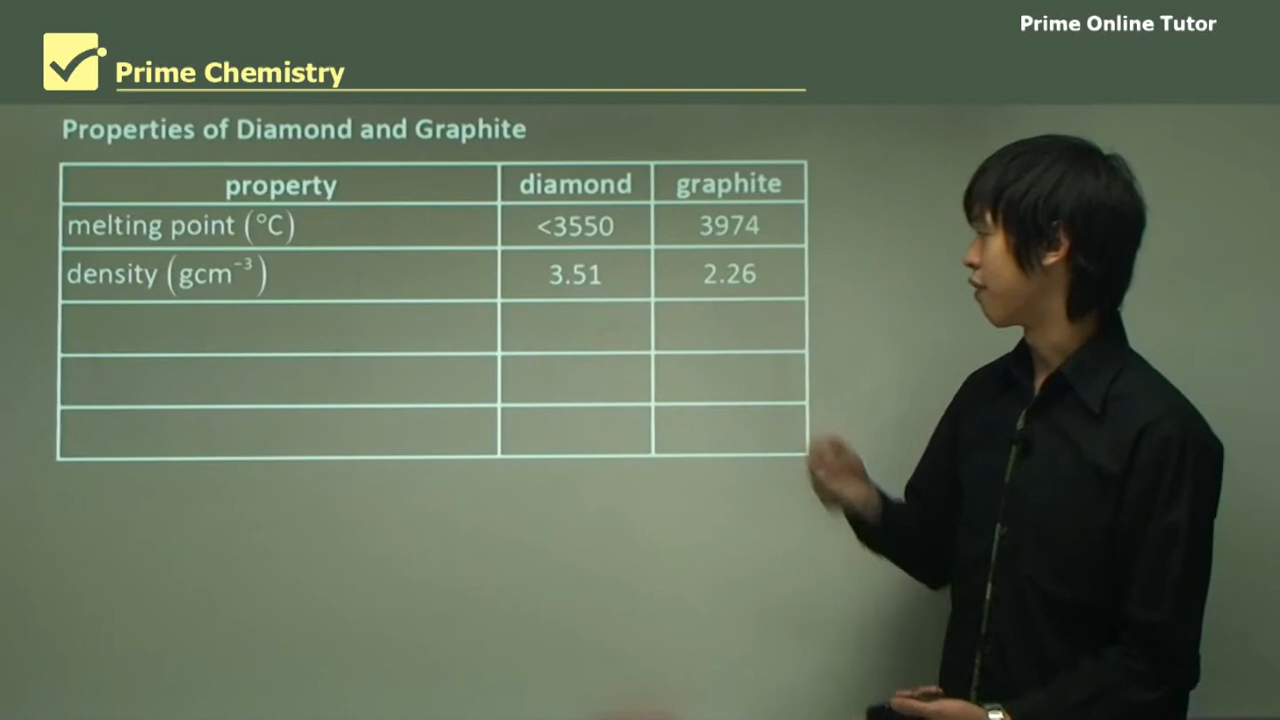 Prime Online Tutor
Prime Chemistry
Properties of Diamond and Graphite
property diamond graphite
melting point (°C) <3550 3974
density (gcm⁻³) 3.51 2.26